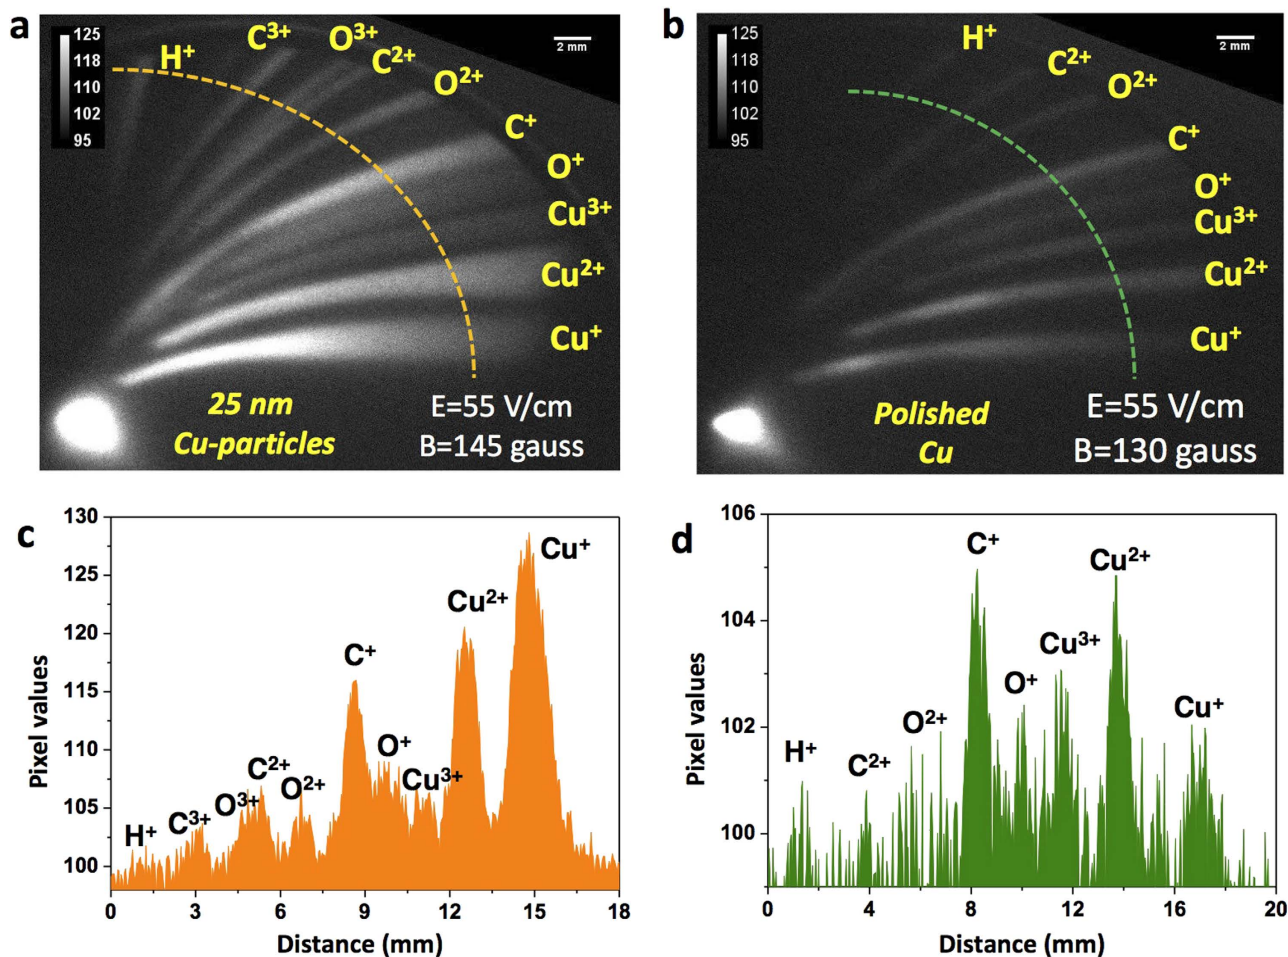 a
125
118
110
102
95
H⁺
C³⁺
O³⁺
C²⁺
O²⁺
C⁺
O⁺
Cu³⁺
Cu²⁺
Cu⁺
2 mm
25 nm
Cu-particles
E=55 V/cm
B=145 gauss
b
125
118
110
102
95
H⁺
C²⁺
O²⁺
C⁺
O⁺
Cu³⁺
Cu²⁺
Cu⁺
2 mm
Polished
Cu
E=55 V/cm
B=130 gauss
c
130
125
120
115
110
105
100
Pixel values
H⁺
C³⁺
O³⁺
C²⁺
O²⁺
C⁺
O⁺
Cu³⁺
Cu²⁺
Cu⁺
0 3 6 9 12 15 18
Distance (mm)
d
106
104
102
100
Pixel values
H⁺
C²⁺
O²⁺
C⁺
O⁺
Cu³⁺
Cu²⁺
Cu⁺
0 4 8 12 16 20
Distance (mm)